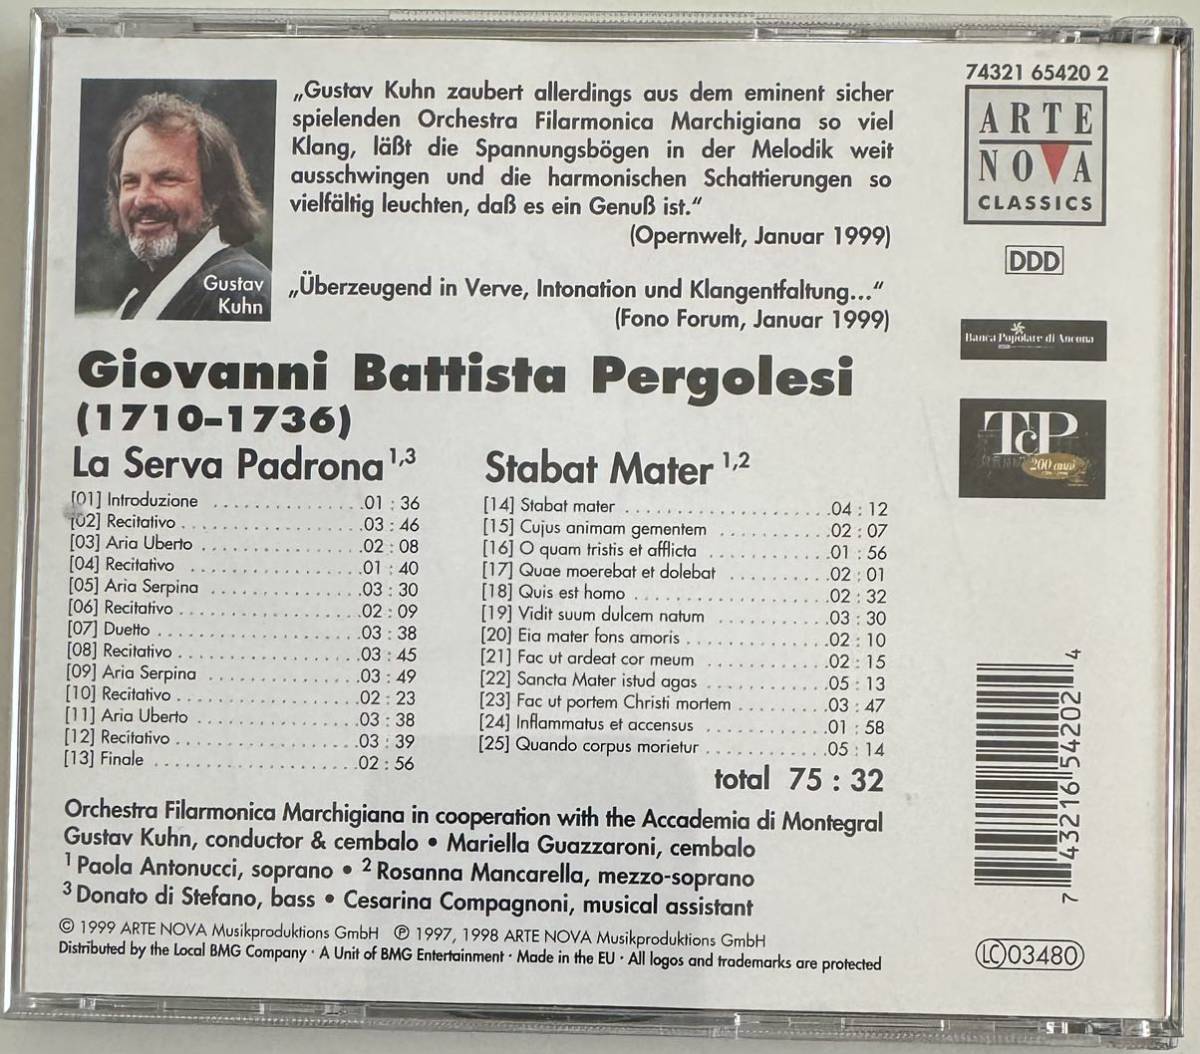 74321 65420 2
ARTE
NOVA
CLASSICS
DDD
Banca Popolare di Ancona
TcP
200 anni
„Gustav Kuhn zaubert allerdings aus dem eminent sicher
spielenden Orchestra Filarmonica Marchigiana so viel
Klang, läßt die Spannungsbögen in der Melodik weit
ausschwingen und die harmonischen Schattierungen so
vielfältig leuchten, daß es ein Genuß ist.“
(Opernwelt, Januar 1999)
Gustav
Kuhn
„Überzeugend in Verve, Intonation und Klangentfaltung...“
(Fono Forum, Januar 1999)
Giovanni Battista Pergolesi
(1710–1736)
La Serva Padrona 1,3
[01] Introduzione ................01 : 36
[02] Recitativo ....................03 : 46
[03] Aria Uberto ..................02 : 08
[04] Recitativo ...................01 : 40
[05] Aria Serpina .................03 : 30
[06] Recitativo ....................02 : 09
[07] Duetto .......................03 : 38
[08] Recitativo ....................03 : 45
[09] Aria Serpina .................03 : 49
[10] Recitativo ....................02 : 23
[11] Aria Uberto ..................03 : 38
[12] Recitativo ....................03 : 39
[13] Finale .......................02 : 56
Stabat Mater 1,2
[14] Stabat mater ......................04 : 12
[15] Cujus animam gementem ............02 : 07
[16] O quam tristis et afflicta .............01 : 56
[17] Quae moerebat et dolebat ...........02 : 01
[18] Quis est homo .....................02 : 32
[19] Vidit suum dulcem natum ............03 : 30
[20] Eia mater fons amoris ...............02 : 10
[21] Fac ut ardeat cor meum .............02 : 15
[22] Sancta Mater istud agas .............05 : 13
[23] Fac ut portem Christi mortem ..........03 : 47
[24] Inflammatus et accensus .............01 : 58
[25] Quando corpus morietur .............05 : 14
total 75 : 32
Orchestra Filarmonica Marchigiana in cooperation with the Accademia di Montegral
Gustav Kuhn, conductor & cembalo • Mariella Guazzaroni, cembalo
1 Paola Antonucci, soprano • 2 Rosanna Mancarella, mezzo-soprano
3 Donato di Stefano, bass • Cesarina Compagnoni, musical assistant
© 1999 ARTE NOVA Musikproduktions GmbH ℗ 1997, 1998 ARTE NOVA Musikproduktions GmbH
Distributed by the Local BMG Company · A Unit of BMG Entertainment · Made in the EU · All logos and trademarks are protected
7 43216 54202 4
LC 03480